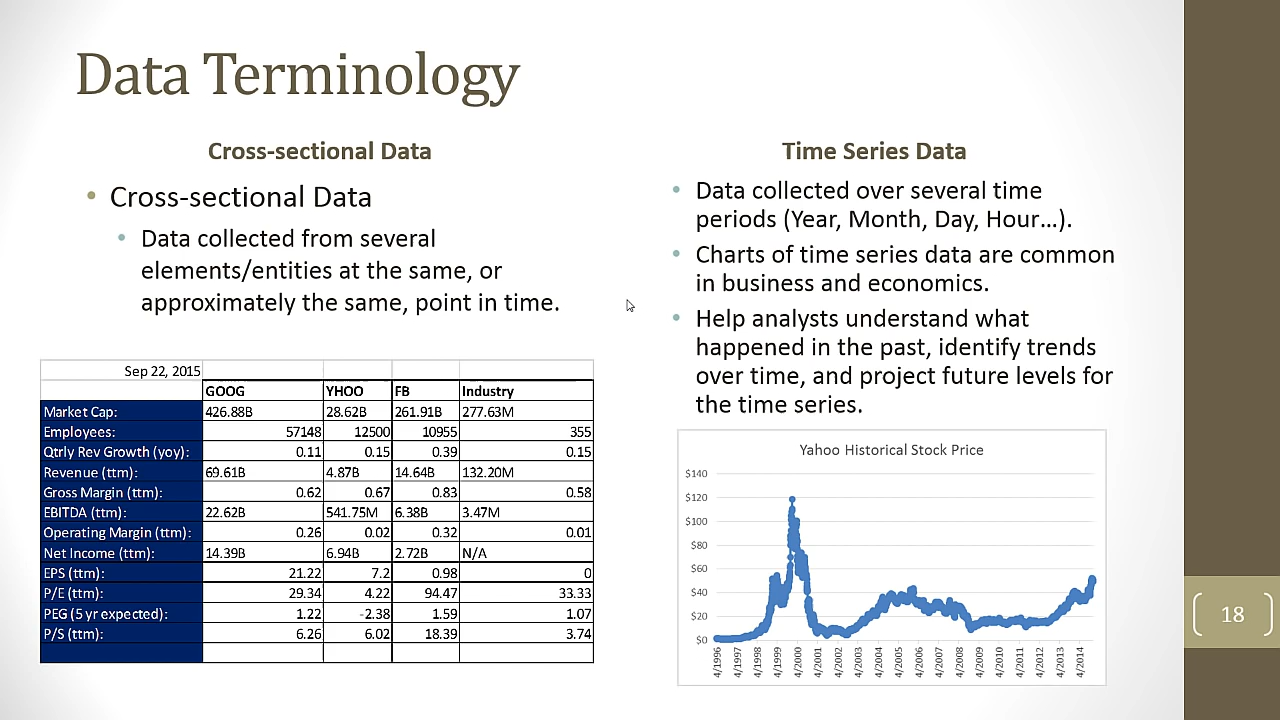 Data Terminology
Cross-sectional Data
• Cross-sectional Data
• Data collected from several
elements/entities at the same, or
approximately the same, point in time.
Sep 22, 2015
GOOG YHOO FB Industry
Market Cap: 426.88B 28.62B 261.91B 277.63M
Employees: 57148 12500 10955 355
Qtrly Rev Growth (yoy): 0.11 0.15 0.39 0.15
Revenue (ttm): 69.61B 4.87B 14.64B 132.20M
Gross Margin (ttm): 0.62 0.67 0.83 0.58
EBITDA (ttm): 22.62B 541.75M 6.38B 3.47M
Operating Margin (ttm): 0.26 0.02 0.32 0.01
Net Income (ttm): 14.39B 6.94B 2.72B N/A
EPS (ttm): 21.22 7.2 0.98 0
P/E (ttm): 29.34 4.22 94.47 33.33
PEG (5 yr expected): 1.22 -2.38 1.59 1.07
P/S (ttm): 6.26 6.02 18.39 3.74
Time Series Data
• Data collected over several time
periods (Year, Month, Day, Hour…).
• Charts of time series data are common
in business and economics.
• Help analysts understand what
happened in the past, identify trends
over time, and project future levels for
the time series.
Yahoo Historical Stock Price
$140
$120
$100
$80
$60
$40
$20
$0
4/1996 4/1997 4/1998 4/1999 4/2000 4/2001 4/2002 4/2003 4/2004 4/2005 4/2006 4/2007 4/2008 4/2009 4/2010 4/2011 4/2012 4/2013 4/2014
18